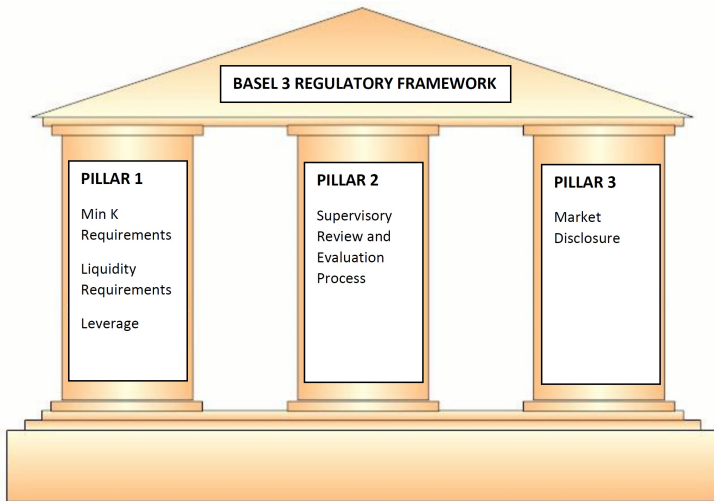 BASEL 3 REGULATORY FRAMEWORK
PILLAR 1
Min K
Requirements
Liquidity
Requirements
Leverage
PILLAR 2
Supervisory
Review and
Evaluation
Process
PILLAR 3
Market
Disclosure